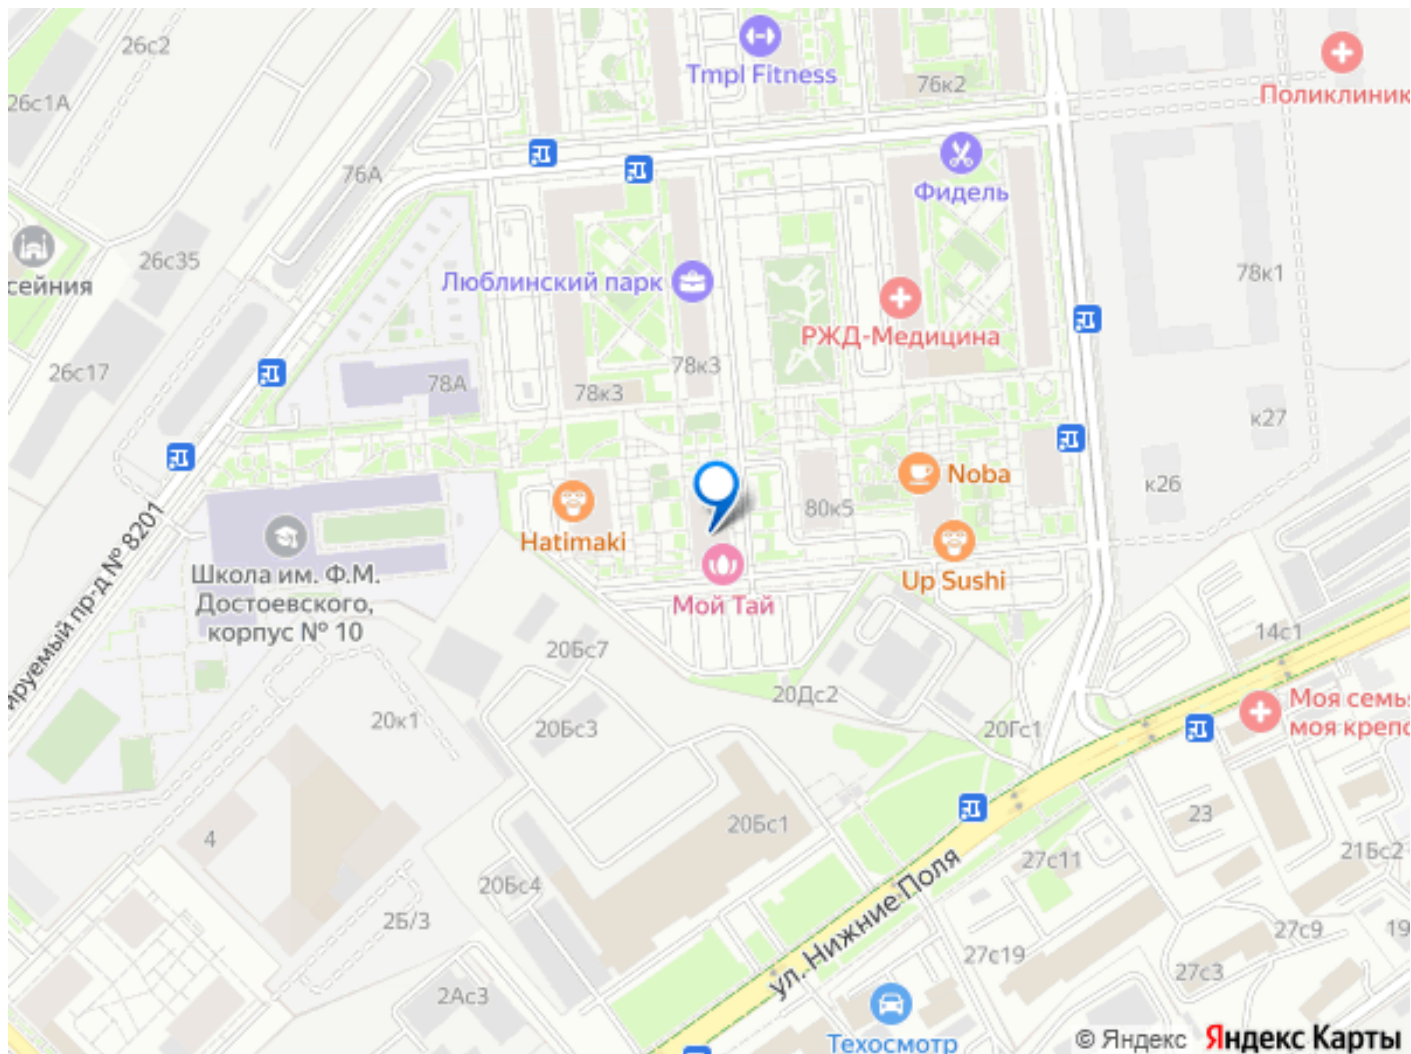 26с2
Tmpl Fitness
76к2
Поликлиник
26с1А
76А
Фидель
26с35
сейния
Люблинский парк
78к1
РЖД-Медицина
26с17
78А
78к3
78к3
к27
Noba
к26
80к5
Hatimaki
Up Sushi
Школа им. Ф.М.
Достоевского,
корпус № 10
Мой Тай
ируемый пр-д № 8201
14с1
20Бс7
20Дс2
Моя семья
моя крепо
20к1
20Бс3
20Гс1
23
20Бс1
4
27с11
21Бс2
20Бс4
ул. Нижние Поля
2Б/3
27с9
19
27с19
27с3
2Ас3
Техосмотр
© Яндекс Яндекс Карты